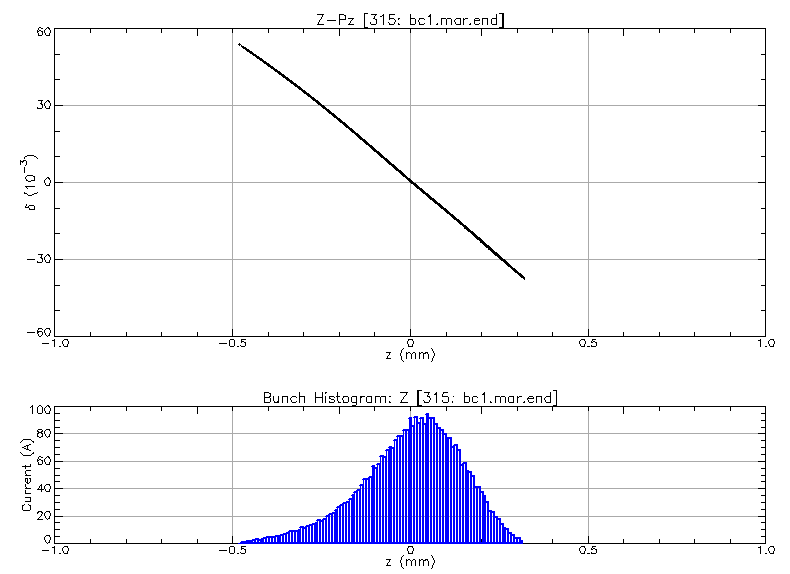 Z-Pz [315: bc1.mar.end]
60
30
0
-30
-60
δ (10^-3)
-1.0 -0.5 0 0.5 1.0
z (mm)
Bunch Histogram: Z [315: bc1.mar.end]
100
80
60
40
20
0
Current (A)
-1.0 -0.5 0 0.5 1.0
z (mm)